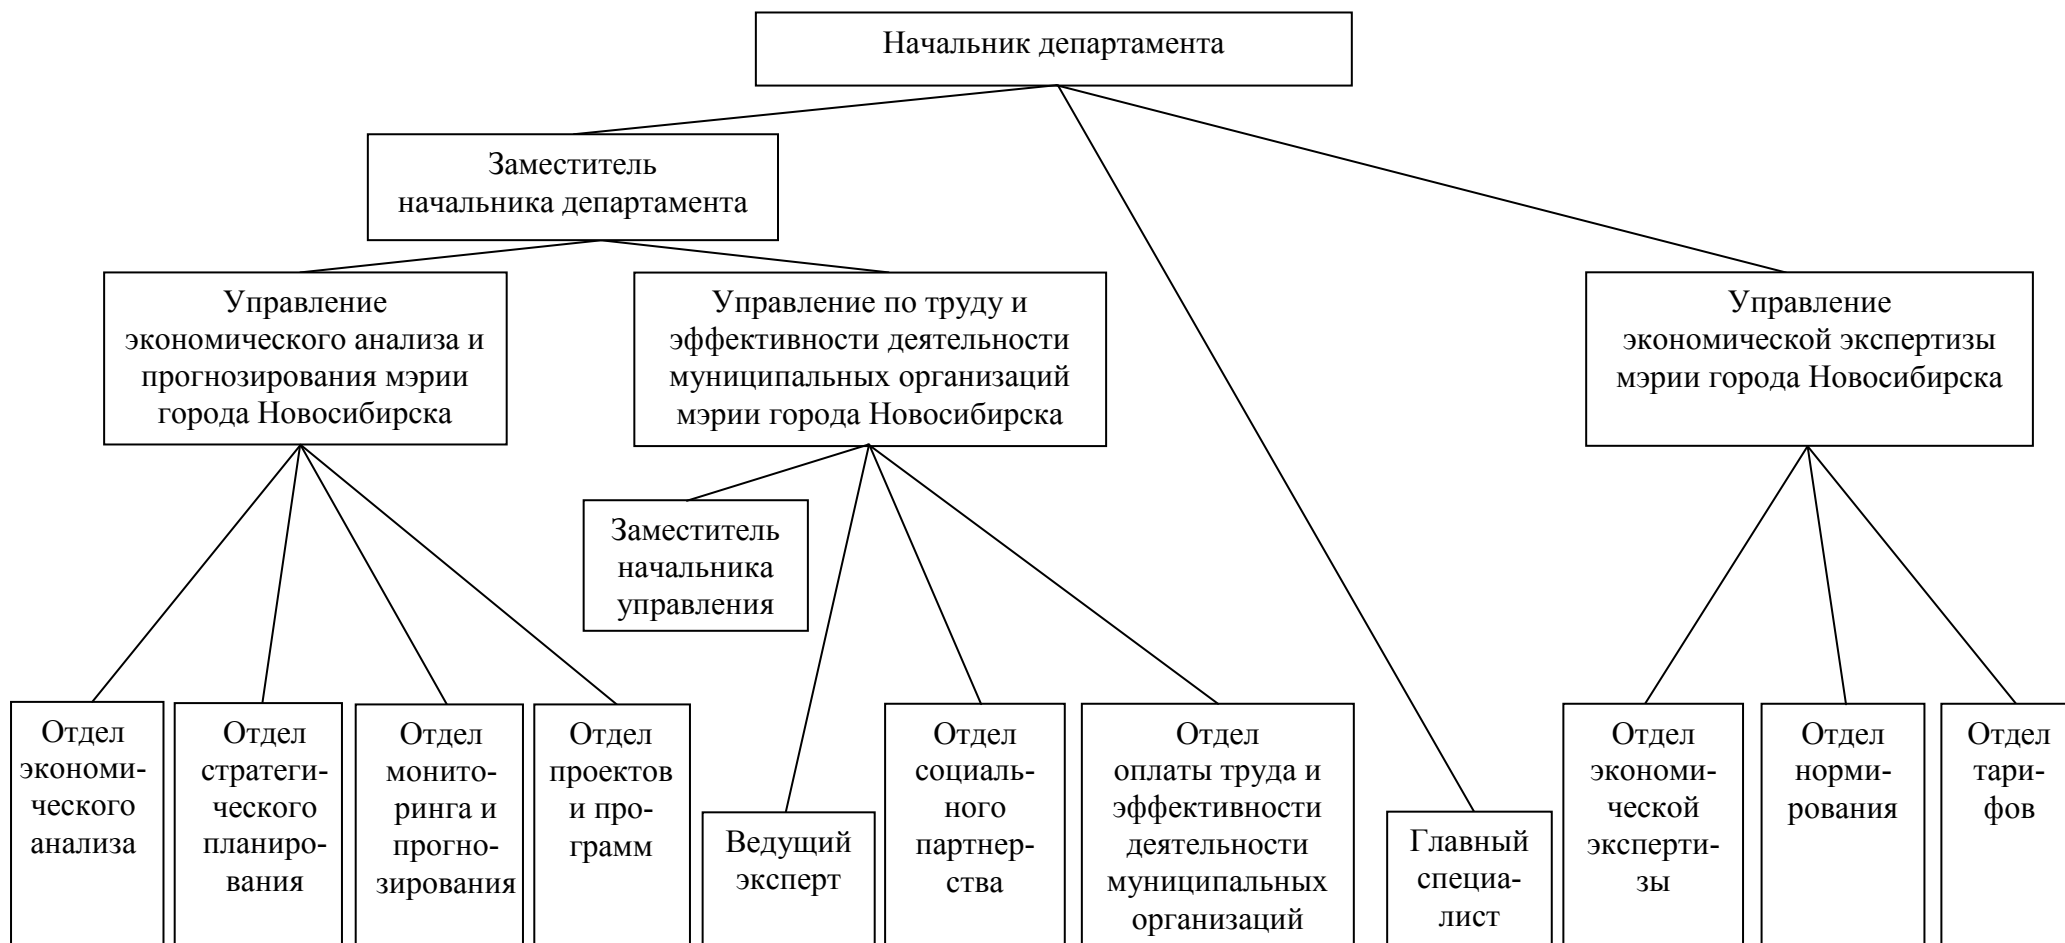 Начальник департамента
Заместитель
начальника департамента
Управление
экономического анализа и
прогнозирования мэрии
города Новосибирска
Управление по труду и
эффективности деятельности
муниципальных организаций
мэрии города Новосибирска
Управление
экономической экспертизы
мэрии города Новосибирска
Заместитель
начальника
управления
Отдел
экономи-
ческого
анализа
Отдел
стратеги-
ческого
планиро-
вания
Отдел
монито-
ринга и
прогно-
зирования
Отдел
проектов
и про-
грамм
Ведущий
эксперт
Отдел
социаль-
ного
партнер-
ства
Отдел
оплаты труда и
эффективности
деятельности
муниципальных
организаций
Главный
специа-
лист
Отдел
экономи-
ческой
эксперти-
зы
Отдел
норми-
рования
Отдел
тари-
фов